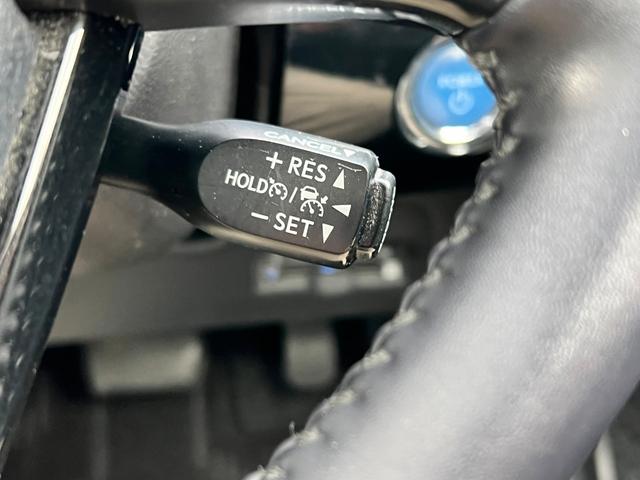 CANCEL
+ RES
HOLD /
− SET